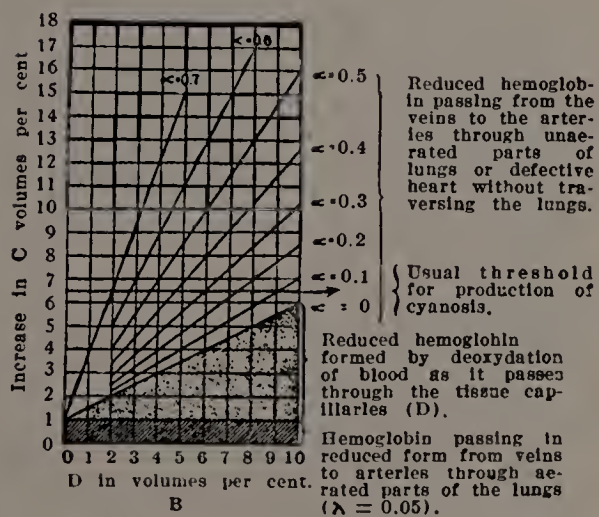 Increase in C volumes per cent
18
17
16
15
14
13
12
11
10
9
8
7
6
5
4
3
2
1
0
∝=0.7
∝=0.6
∝=0.5
∝=0.4
∝=0.3
∝=0.2
∝=0.1
∝ = 0
0 1 2 3 4 5 6 7 8 9 10
D in volumes per cent.
B
Reduced hemoglob-
in passing from the
veins to the arter-
ies through unae-
rated parts of
lungs or defective
heart without tra-
versing the lungs.
Usual threshold
for production of
cyanosis.
Reduced hemoglobin
formed by deoxydation
of blood as it passes
through the tissue cap-
illaries (D).
Hemoglobin passing in
reduced form from veins
to arteries through ae-
rated parts of the lungs
(λ = 0.05).